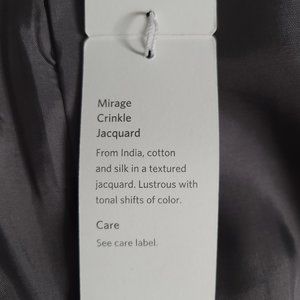 Mirage
Crinkle
Jacquard
From India, cotton
and silk in a textured
jacquard. Lustrous with
tonal shifts of color.
Care
See care label.